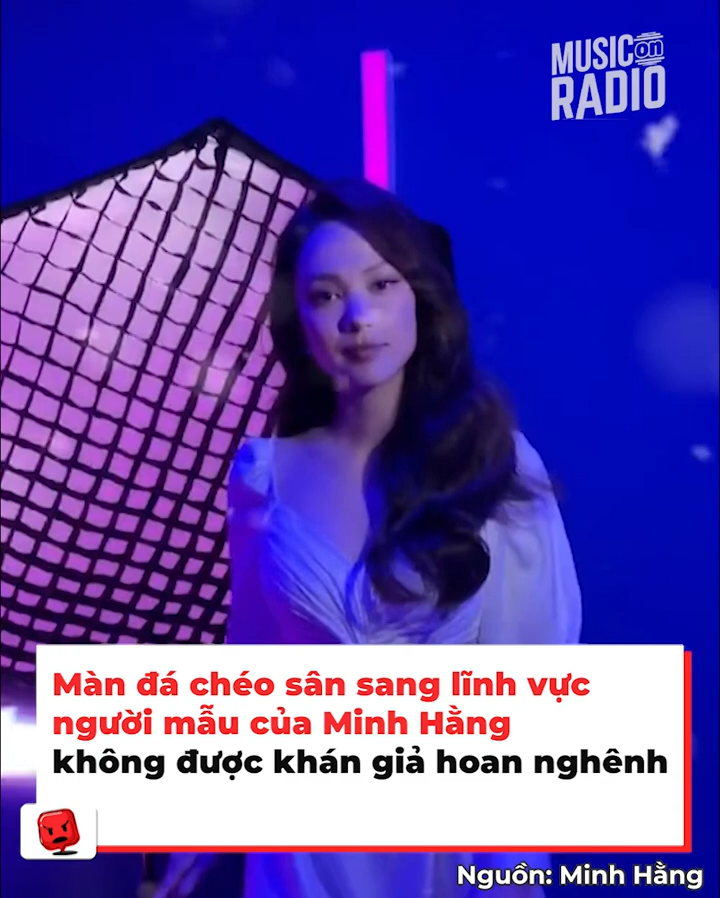 MUSIC on
RADIO
Màn đá chéo sân sang lĩnh vực
người mẫu của Minh Hằng
không được khán giả hoan nghênh
Nguồn: Minh Hằng